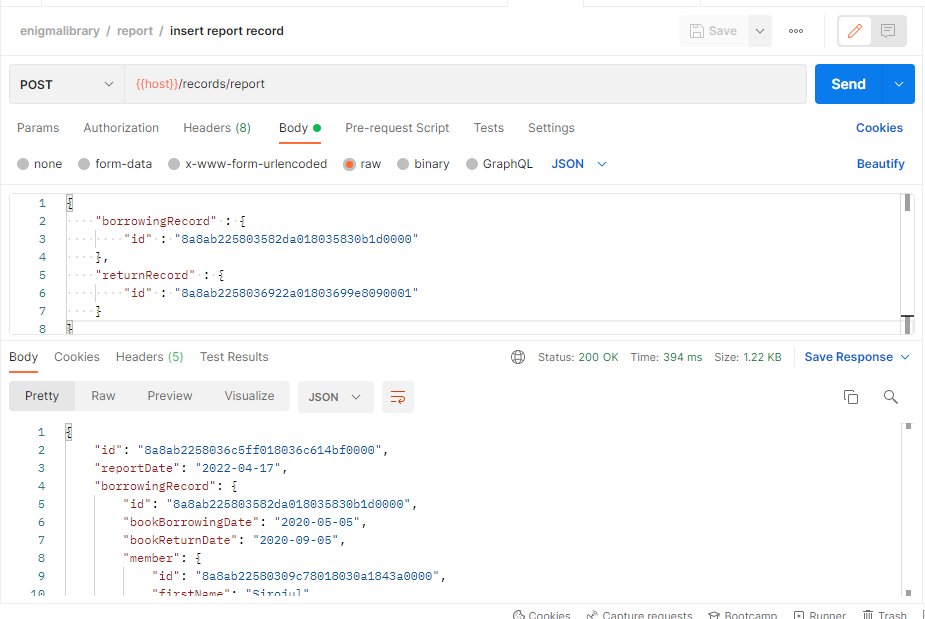 enigmalibrary / report / insert report record
Save
POST {{host}}/records/report Send
Params Authorization Headers (8) Body Pre-request Script Tests Settings Cookies
none form-data x-www-form-urlencoded raw binary GraphQL JSON Beautify
1 {
2 "borrowingRecord" : {
3 "id" : "8a8ab225803582da018035830b1d0000"
4 },
5 "returnRecord" : {
6 "id" : "8a8ab2258036922a01803699e8090001"
7 }
8 }
Body Cookies Headers (5) Test Results Status: 200 OK Time: 394 ms Size: 1.22 KB Save Response
Pretty Raw Preview Visualize JSON
1 {
2 "id": "8a8ab2258036c5ff018036c614bf0000",
3 "reportDate": "2022-04-17",
4 "borrowingRecord": {
5 "id": "8a8ab225803582da018035830b1d0000",
6 "bookBorrowingDate": "2020-05-05",
7 "bookReturnDate": "2020-09-05",
8 "member": {
9 "id": "8a8ab22580309c78018030a1843a0000",
10 "firstName": "Sirojul"
Cookies Capture requests Bootcamp Runner Trash